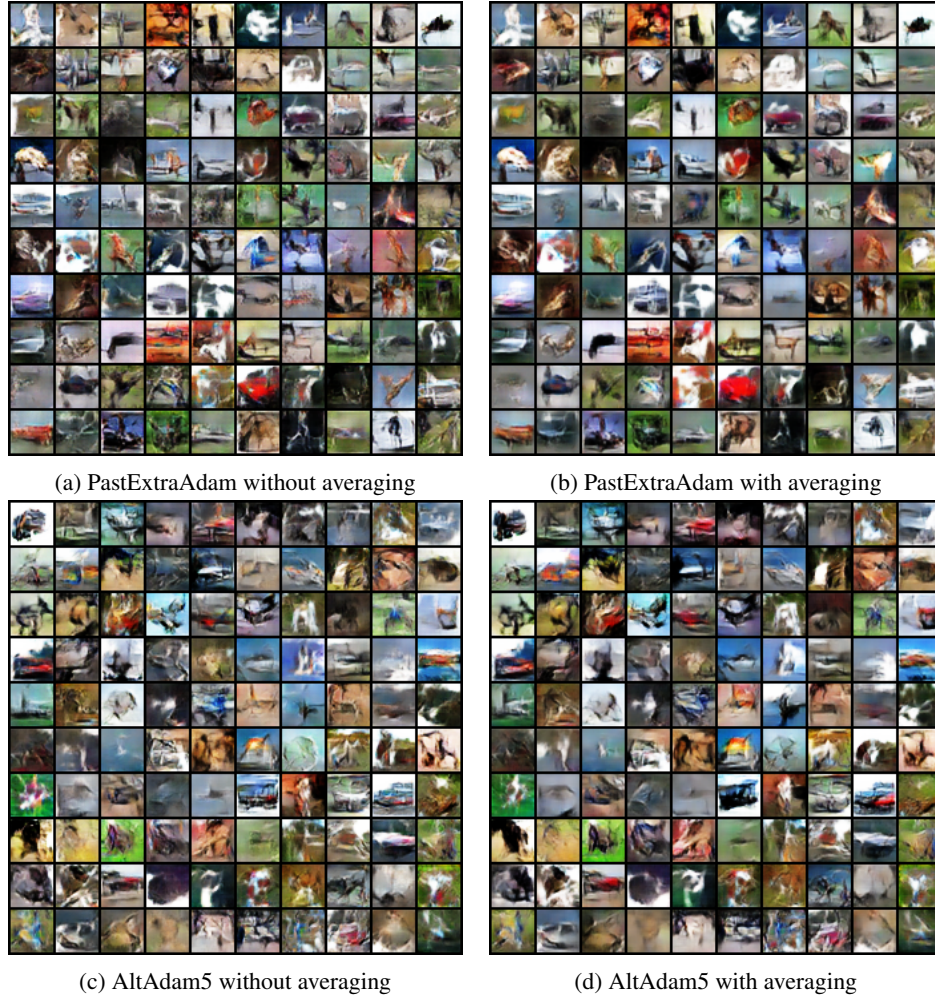 (a) PastExtraAdam without averaging
(b) PastExtraAdam with averaging
(c) AltAdam5 without averaging
(d) AltAdam5 with averaging